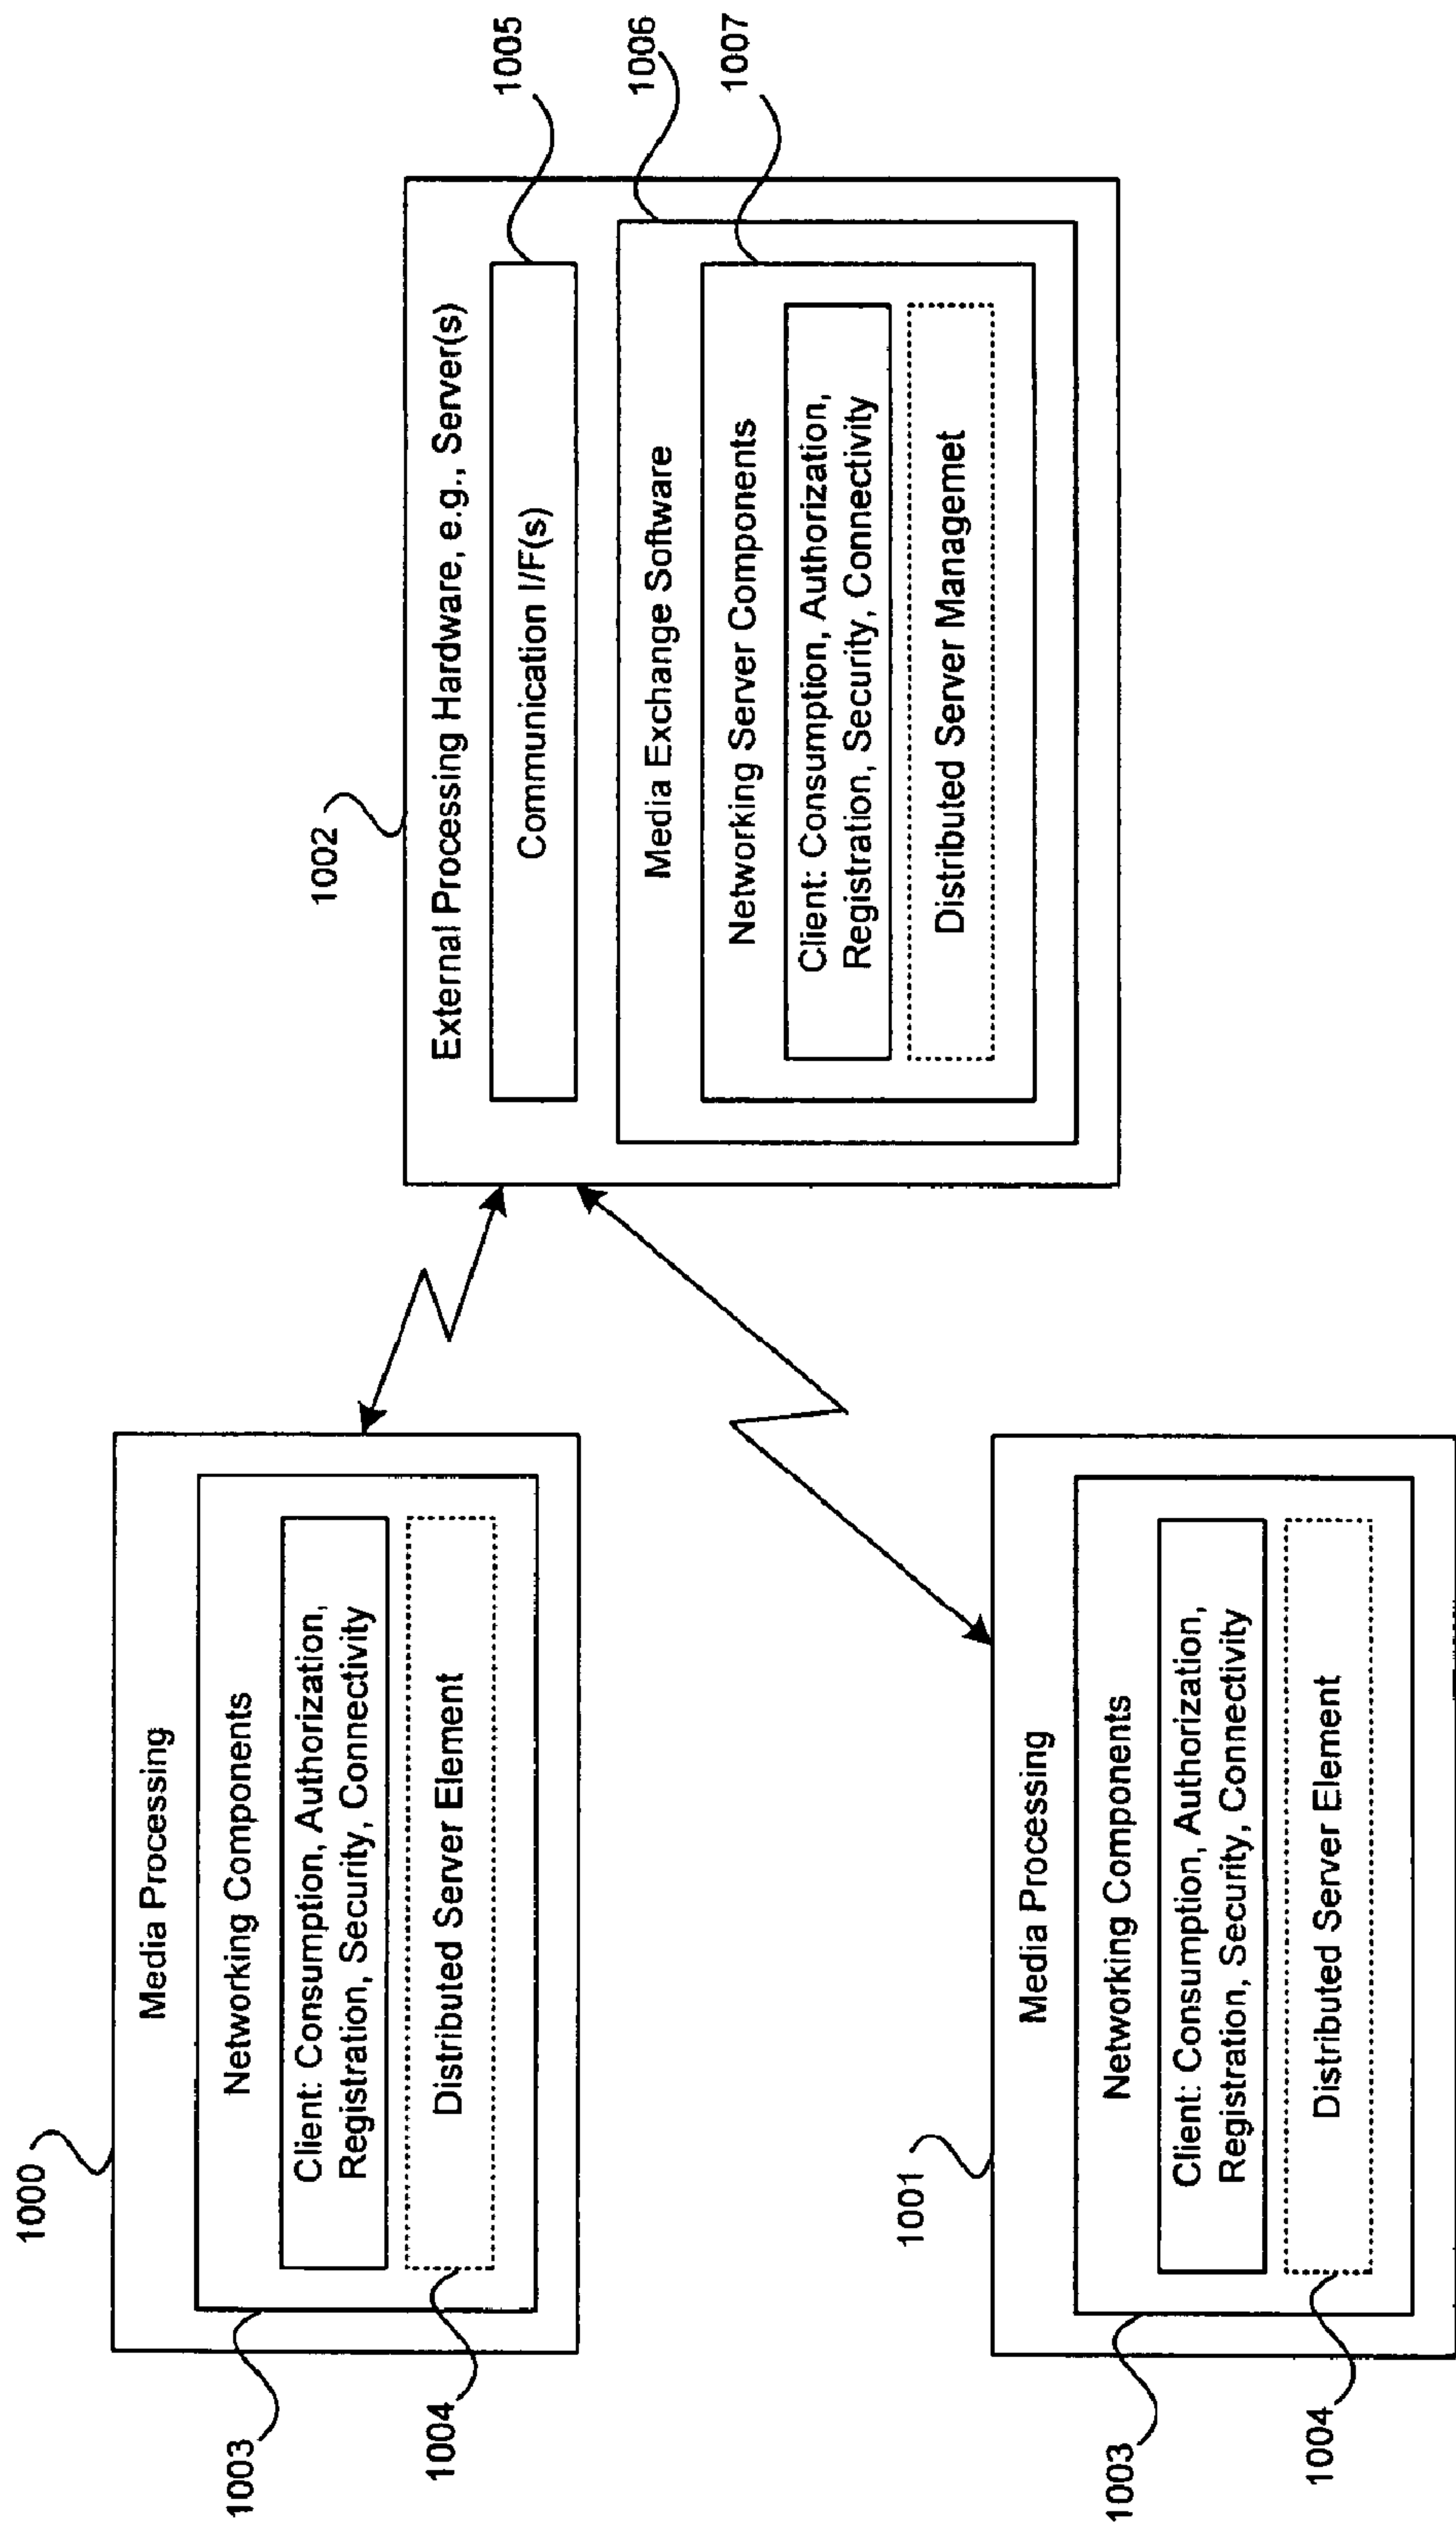 1000
Media Processing
Networking Components
Client: Consumption, Authorization,
Registration, Security, Connectivity
Distributed Server Element
1003
1004
1002
External Processing Hardware, e.g., Server(s)
Communication I/F(s)
Media Exchange Software
Networking Server Components
Client: Consumption, Authorization,
Registration, Security, Connectivity
Distributed Server Managemet
1005
1006
1007
1001
Media Processing
Networking Components
Client: Consumption, Authorization,
Registration, Security, Connectivity
Distributed Server Element
1003
1004